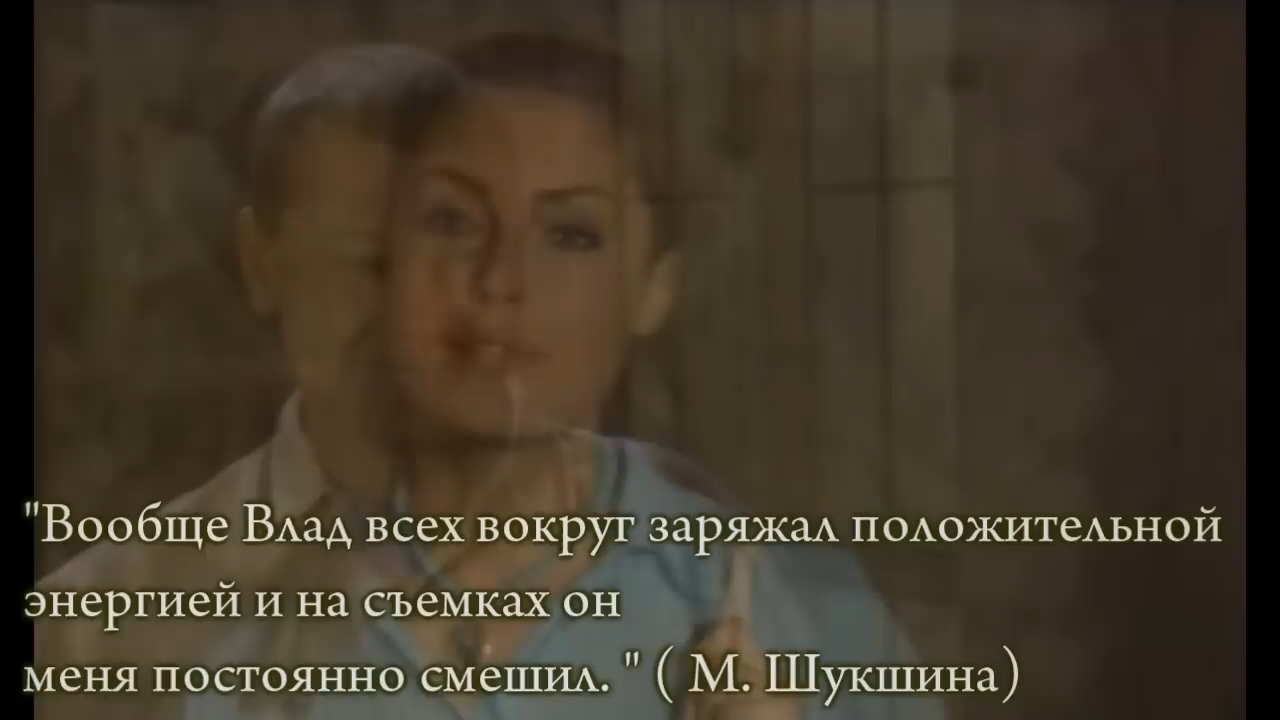 "Вообще Влад всех вокруг заряжал положительной
энергией и на съемках он
меня постоянно смешил. " ( М. Шукшина)